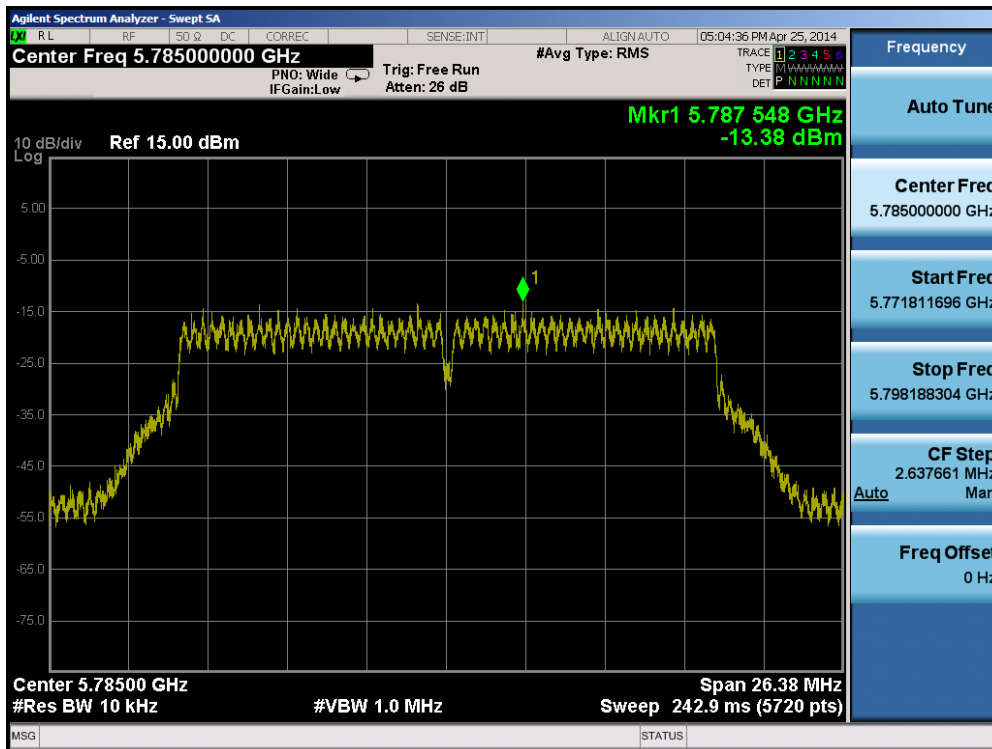 Agilent Spectrum Analyzer - Swept SA
LXI RL RF 50 Ω DC CORREC SENSE:INT ALIGN AUTO 05:04:36 PM Apr 25, 2014
Center Freq 5.785000000 GHz
PNO: Wide
IFGain:Low
Trig: Free Run
Atten: 26 dB
#Avg Type: RMS
TRACE 1 2 3 4 5 6
TYPE M WWWWW
DET P N N N N N
Mkr1 5.787 548 GHz
-13.38 dBm
10 dB/div Ref 15.00 dBm
Log
5.00
-5.00
1
-15.0
-25.0
-35.0
-45.0
-55.0
-65.0
-75.0
Center 5.78500 GHz Span 26.38 MHz
#Res BW 10 kHz #VBW 1.0 MHz Sweep 242.9 ms (5720 pts)
MSG STATUS
Frequency
Auto Tune
Center Freq
5.785000000 GHz
Start Freq
5.771811696 GHz
Stop Freq
5.798188304 GHz
CF Step
2.637661 MHz
Auto Man
Freq Offset
0 Hz